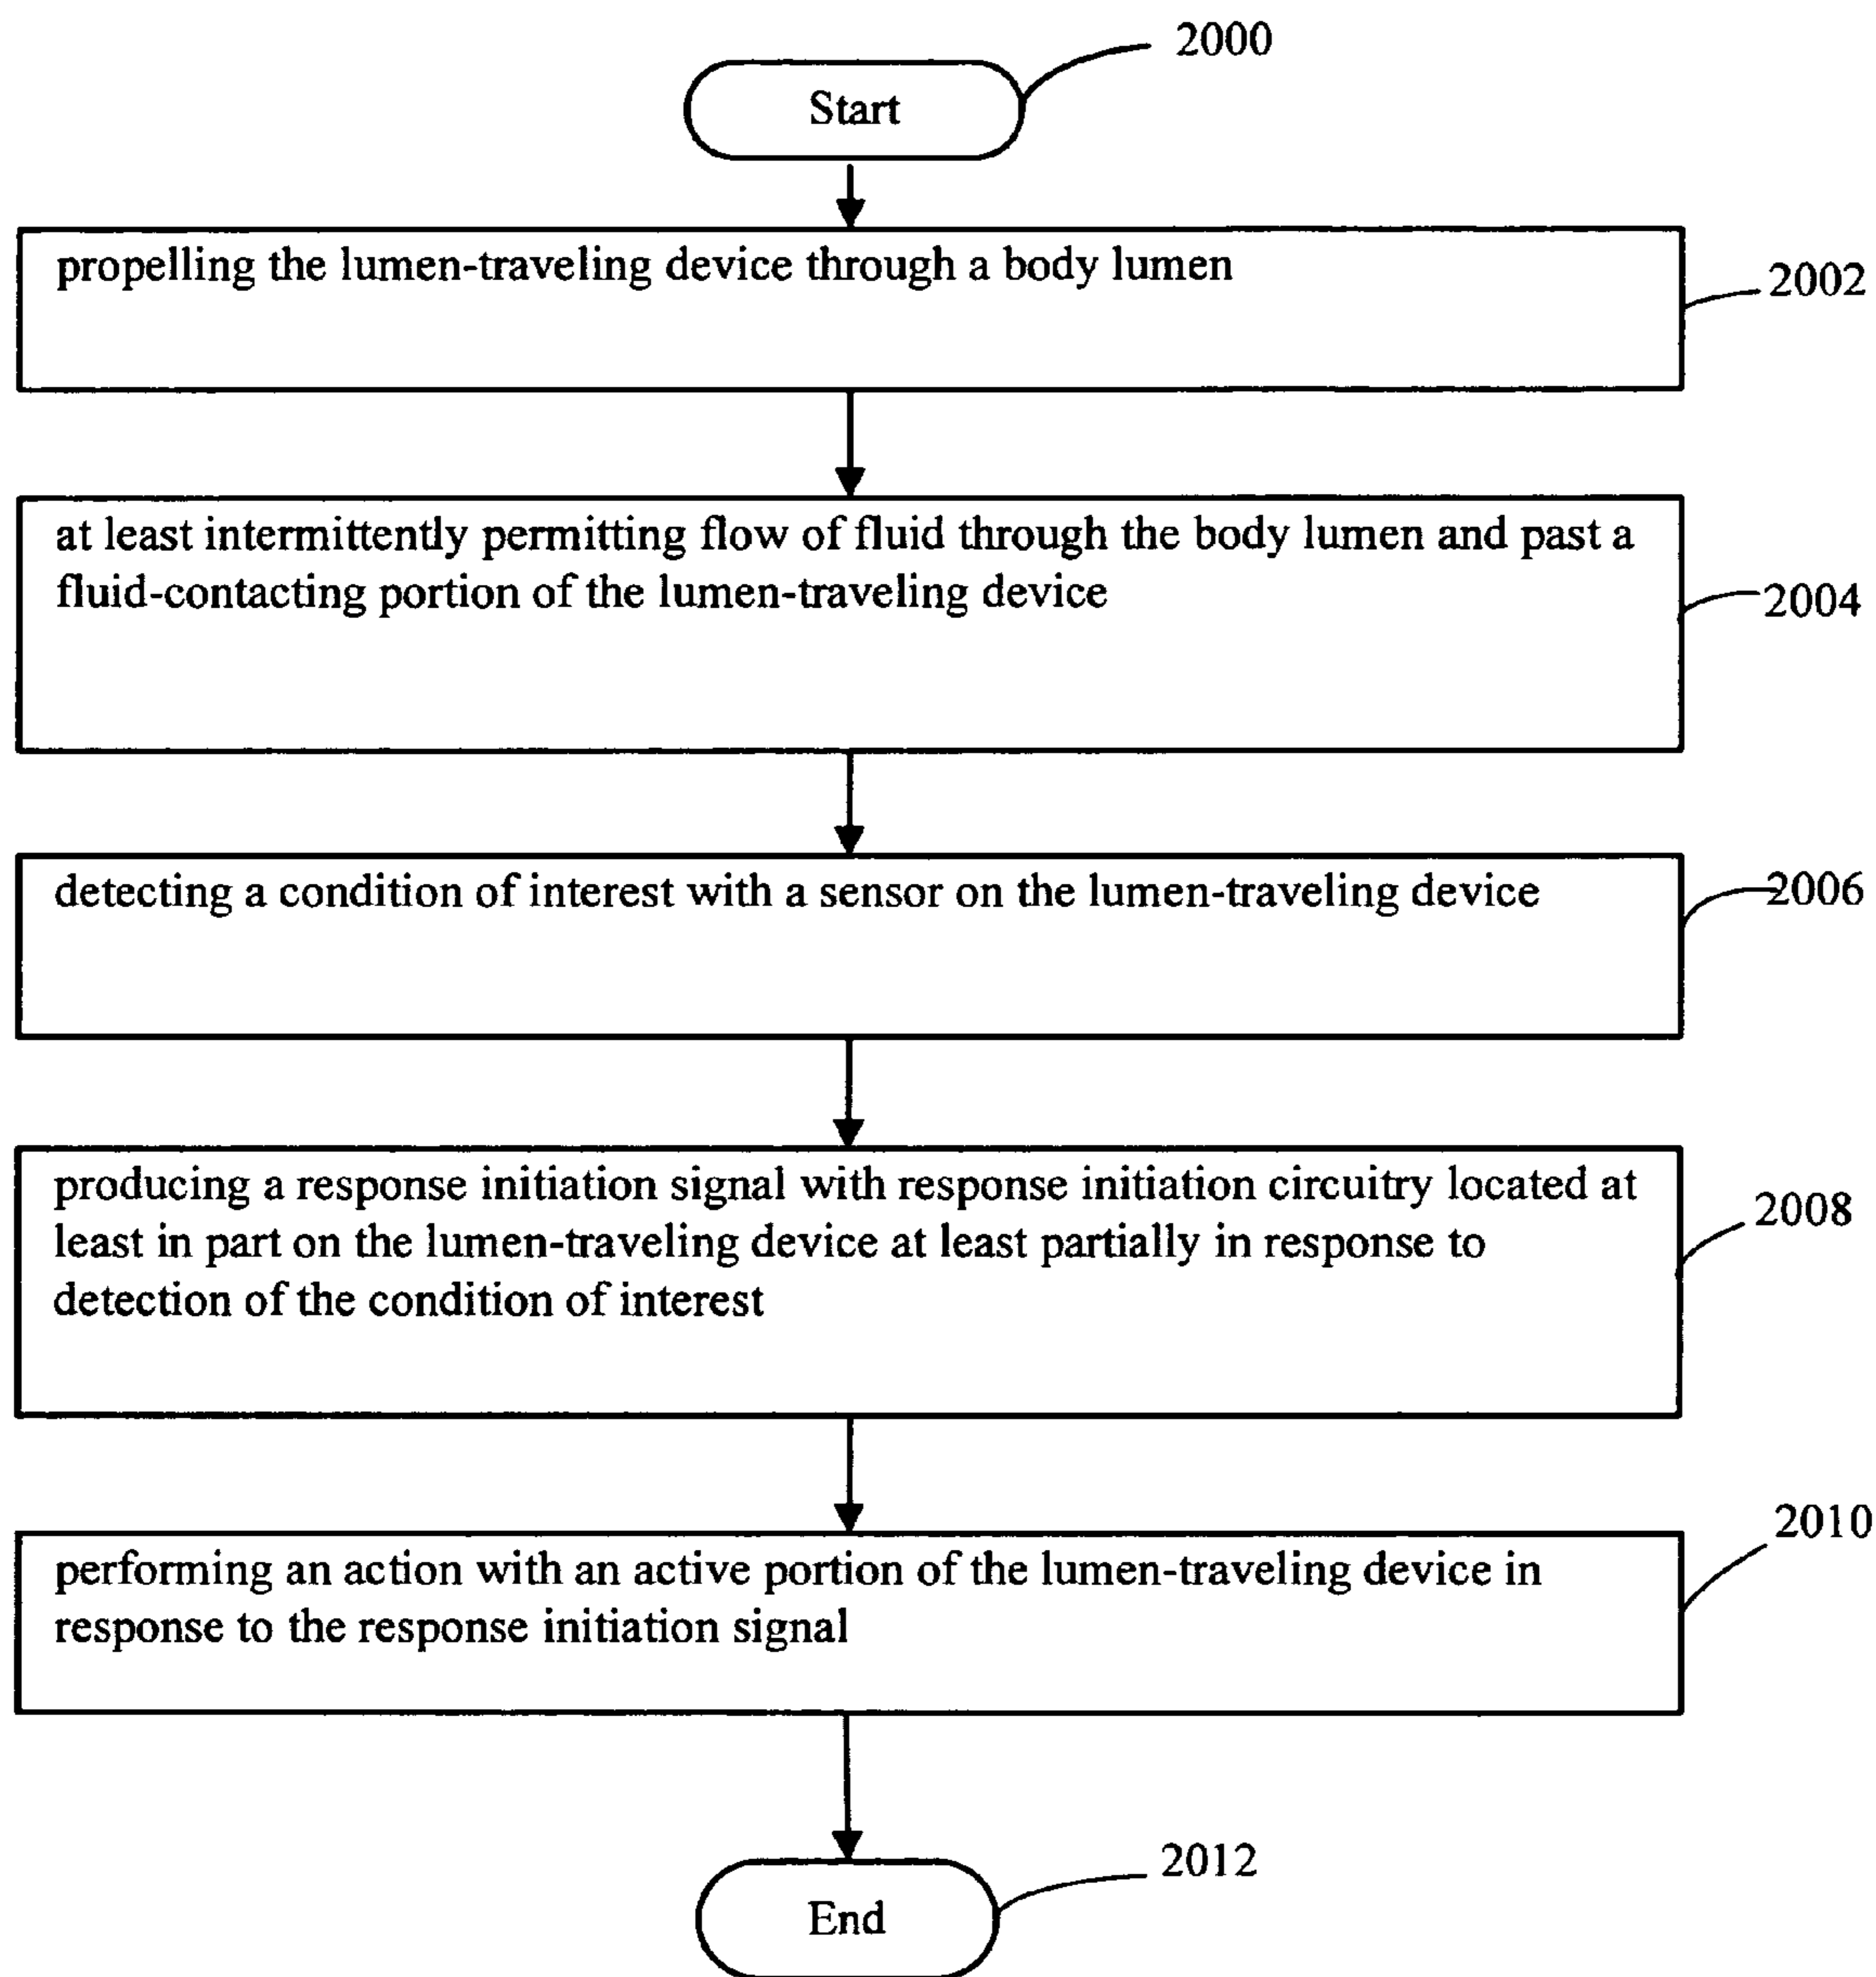 2000
Start
propelling the lumen-traveling device through a body lumen
2002
at least intermittently permitting flow of fluid through the body lumen and past a
fluid-contacting portion of the lumen-traveling device
2004
detecting a condition of interest with a sensor on the lumen-traveling device
2006
producing a response initiation signal with response initiation circuitry located at
least in part on the lumen-traveling device at least partially in response to
detection of the condition of interest
2008
performing an action with an active portion of the lumen-traveling device in
response to the response initiation signal
2010
End
2012